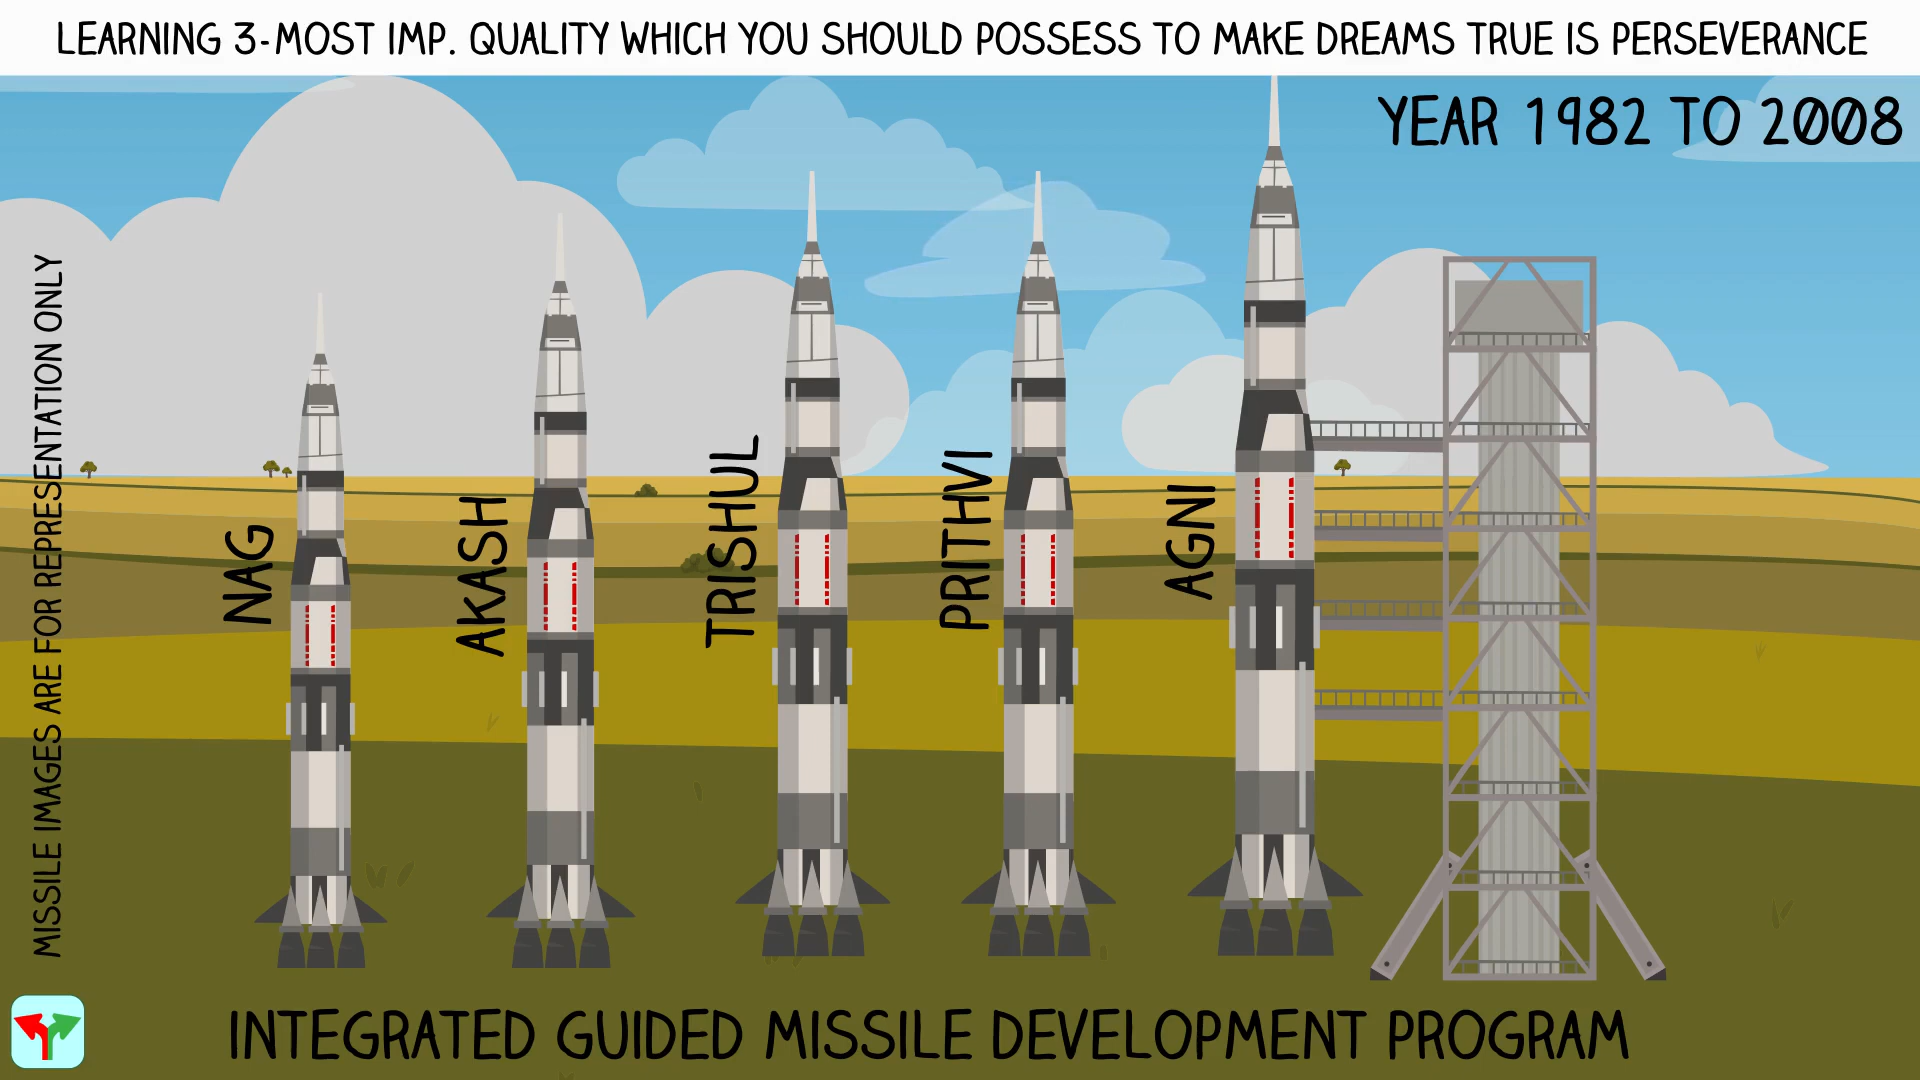 LEARNING 3-MOST IMP. QUALITY WHICH YOU SHOULD POSSESS TO MAKE DREAMS TRUE IS PERSEVERANCE
YEAR 1982 TO 2008
MISSILE IMAGES ARE FOR REPRESENTATION ONLY
NAG
AKASH
TRISHUL
PRITHVI
AGNI
INTEGRATED GUIDED MISSILE DEVELOPMENT PROGRAM